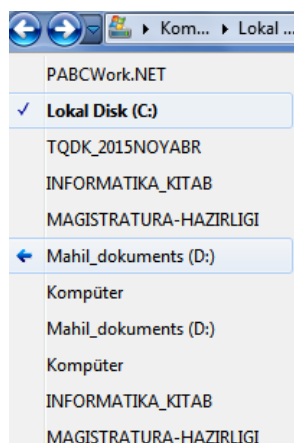 Kom... Lokal ...
PABCWork.NET
Lokal Disk (C:)
TQDK_2015NOYABR
INFORMATIKA_KITAB
MAGISTRATURA-HAZIRLIGI
Mahil_dokuments (D:)
Kompüter
Mahil_dokuments (D:)
Kompüter
INFORMATIKA_KITAB
MAGISTRATURA-HAZIRLIGI